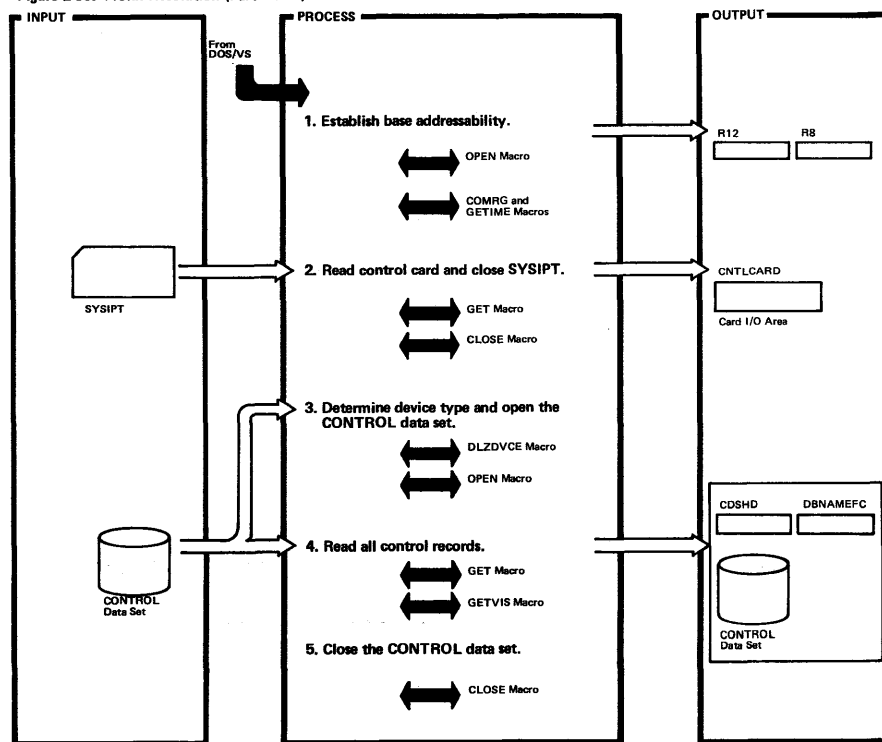 INPUT
PROCESS
OUTPUT
From
DOS/VS
1. Establish base addressability.
R12 R8
OPEN Macro
COMRG and
GETIME Macros
2. Read control card and close SYSIPT.
CNTLCARD
SYSIPT
Card I/O Area
GET Macro
CLOSE Macro
3. Determine device type and open the
CONTROL data set.
DLZDVCE Macro
OPEN Macro
CDSHD DBNAMEFC
4. Read all control records.
GET Macro
CONTROL
Data Set
GETVIS Macro
CONTROL
Data Set
5. Close the CONTROL data set.
CLOSE Macro